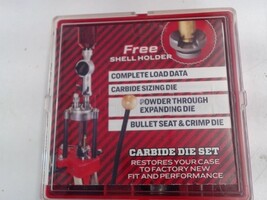 Free
SHELL HOLDER
COMPLETE LOAD DATA
CARBIDE SIZING DIE
POWDER THROUGH
EXPANDING DIE
BULLET SEAT & CRIMP DIE
CARBIDE DIE SET
RESTORES YOUR CASE
TO FACTORY NEW
FIT AND PERFORMANCE